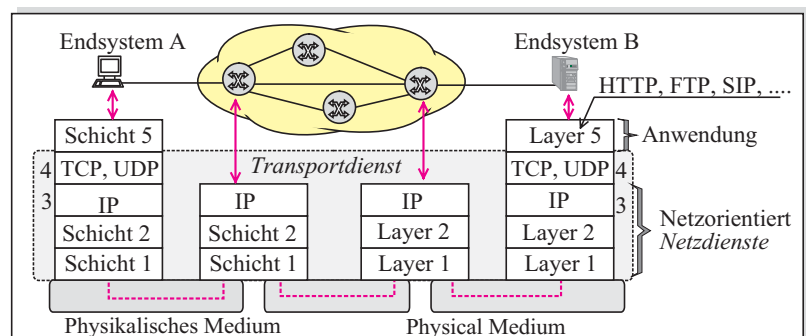 Endsystem A
Endsystem B
HTTP, FTP, SIP, ....
Schicht 5
Layer 5
Anwendung
4
TCP, UDP
Transportdienst
TCP, UDP
4
3
IP
IP
IP
IP
3
Schicht 2
Schicht 2
Layer 2
Layer 2
Netzorientiert
Netzdienste
Schicht 1
Schicht 1
Layer 1
Layer 1
Physikalisches Medium
Physical Medium